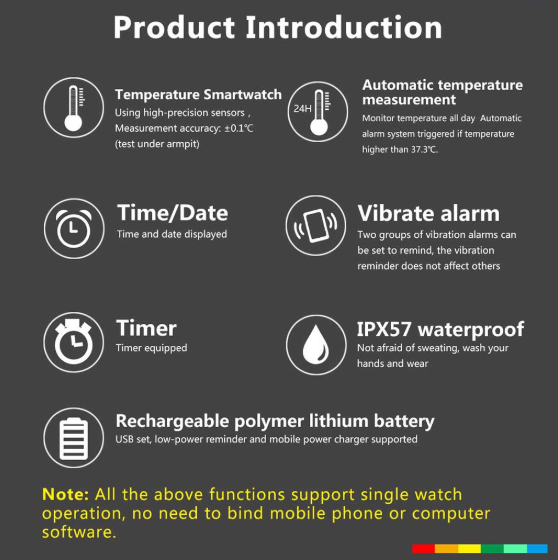 Product Introduction
Temperature Smartwatch
Using high-precision sensors ,
Measurement accuracy: ±0.1℃
(test under armpit)
24H
Automatic temperature
measurement
Monitor temperature all day  Automatic
alarm system triggered if temperature
higher than 37.3℃.
Time/Date
Time and date displayed
Vibrate alarm
Two groups of vibration alarms can
be set to remind, the vibration
reminder does not affect others
Timer
Timer equipped
IPX57 waterproof
Not afraid of sweating, wash your
hands and wear
Rechargeable polymer lithium battery
USB set, low-power reminder and mobile power charger supported
Note: All the above functions support single watch
operation, no need to bind mobile phone or computer
software.